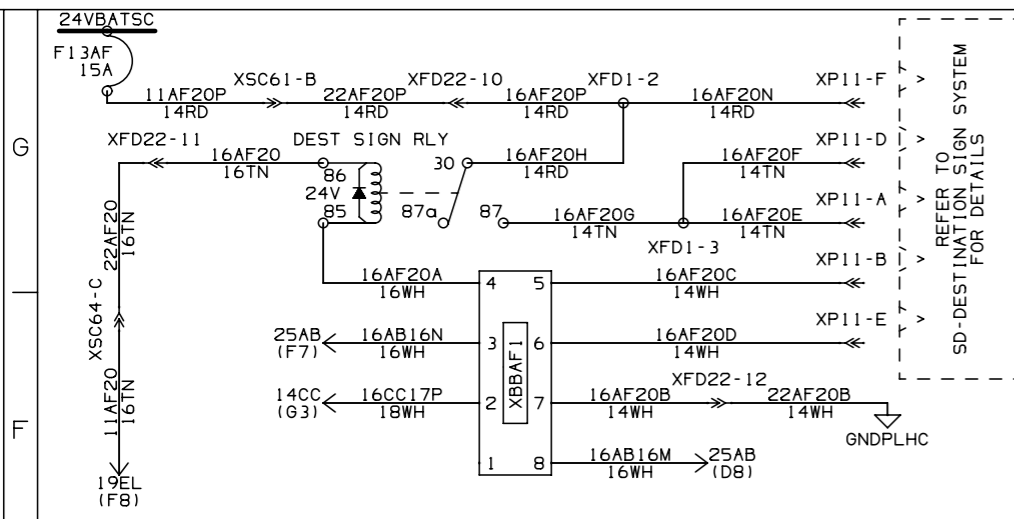 24VBATSC
F13AF
15A
XSC61-B
XFD22-10
XFD1-2
XP11-F
11AF20P
14RD
22AF20P
14RD
16AF20P
14RD
16AF20N
14RD
G
XFD22-11
DEST SIGN RLY
XP11-D
16AF20
16TN
86
24V
85
30
87a
87
16AF20H
14RD
16AF20F
14TN
XP11-A
16AF20G
14TN
16AF20E
14TN
XFD1-3
22AF20
16TN
XP11-B
16AF20A
16WH
4
5
16AF20C
14WH
XSC64-C
XP11-E
25AB
(F7)
16AB16N
16WH
3
6
16AF20D
14WH
XBBAF1
XFD22-12
11AF20
16TN
14CC
(G3)
16CC17P
18WH
2
7
16AF20B
14WH
22AF20B
14WH
F
GNDPLHC
1
8
16AB16M
16WH
25AB
(D8)
19EL
(F8)
REFER TO
SD-DESTINATION SIGN SYSTEM
FOR DETAILS